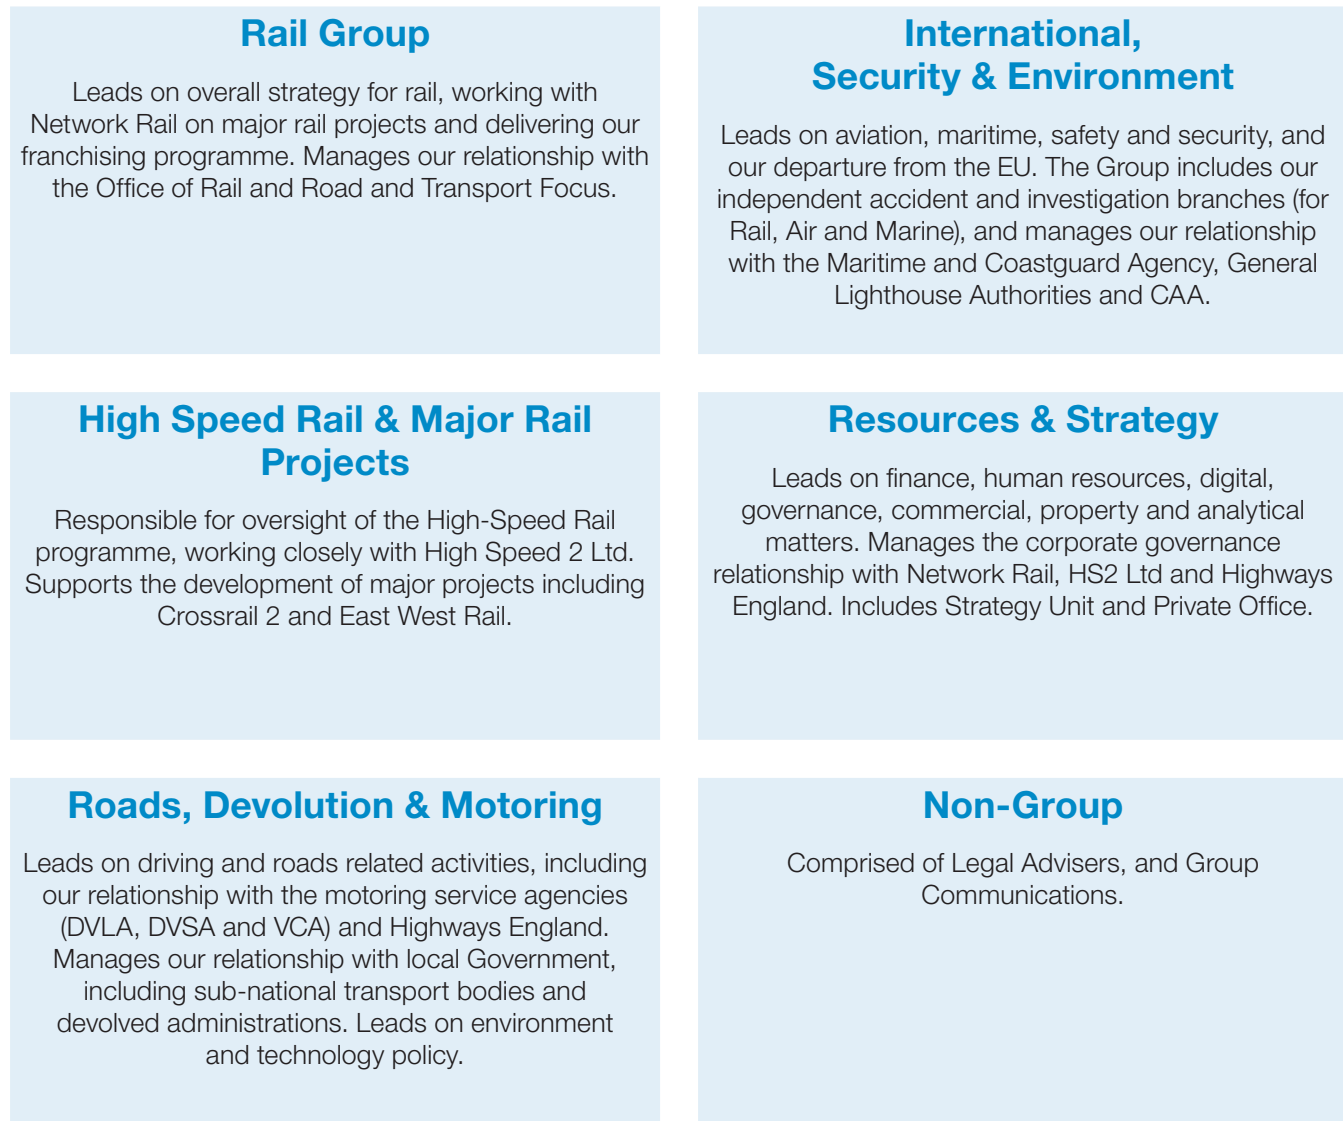 Rail Group
Leads on overall strategy for rail, working with
Network Rail on major rail projects and delivering our
franchising programme. Manages our relationship with
the Office of Rail and Road and Transport Focus.
International,
Security & Environment
Leads on aviation, maritime, safety and security, and
our departure from the EU. The Group includes our
independent accident and investigation branches (for
Rail, Air and Marine), and manages our relationship
with the Maritime and Coastguard Agency, General
Lighthouse Authorities and CAA.
High Speed Rail & Major Rail
Projects
Responsible for oversight of the High-Speed Rail
programme, working closely with High Speed 2 Ltd.
Supports the development of major projects including
Crossrail 2 and East West Rail.
Resources & Strategy
Leads on finance, human resources, digital,
governance, commercial, property and analytical
matters. Manages the corporate governance
relationship with Network Rail, HS2 Ltd and Highways
England. Includes Strategy Unit and Private Office.
Roads, Devolution & Motoring
Leads on driving and roads related activities, including
our relationship with the motoring service agencies
(DVLA, DVSA and VCA) and Highways England.
Manages our relationship with local Government,
including sub-national transport bodies and
devolved administrations. Leads on environment
and technology policy.
Non-Group
Comprised of Legal Advisers, and Group
Communications.